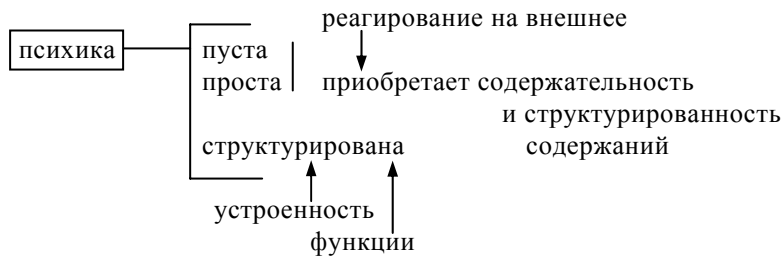 реагирование на внешнее
психика
пуста
проста
приобретает содержательность
и структурированность
содержаний
структурирована
устроенность
функции